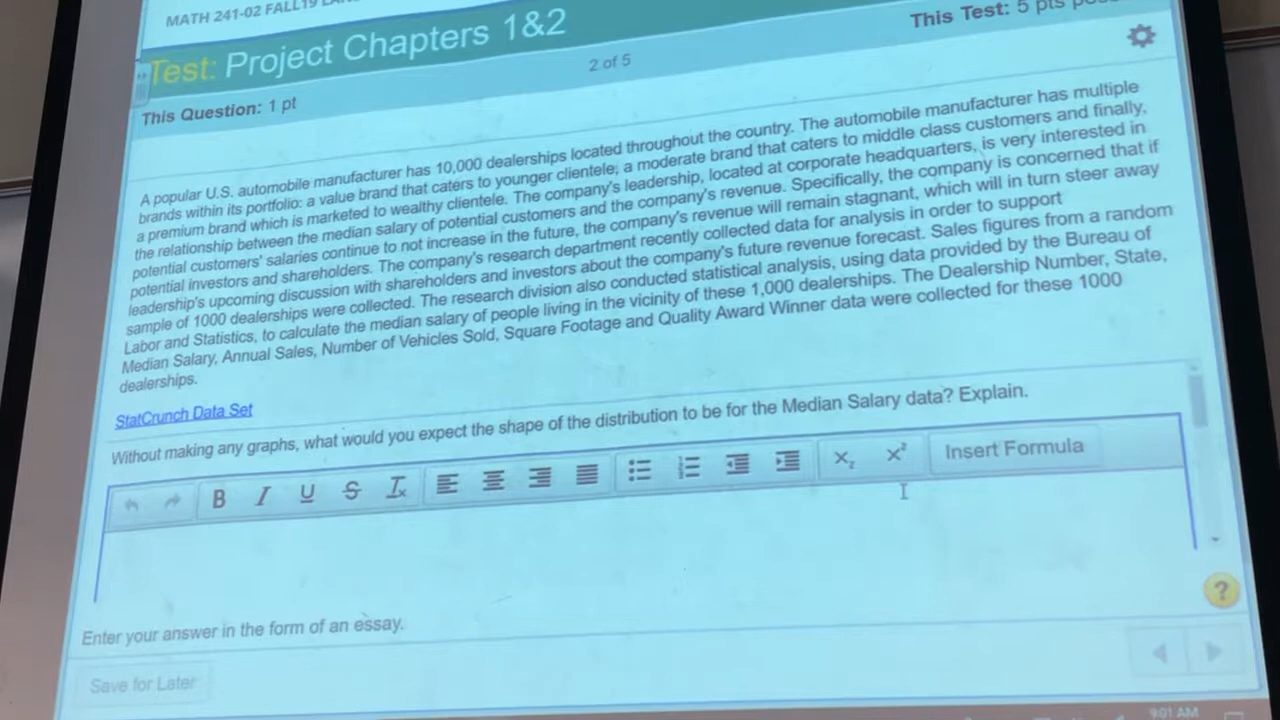 MATH 241-02 FALL19
Test: Project Chapters 1&2
This Test: 5 pts
This Question: 1 pt
2 of 5
A popular U.S. automobile manufacturer has 10,000 dealerships located throughout the country. The automobile manufacturer has multiple
brands within its portfolio: a value brand that caters to younger clientele; a moderate brand that caters to middle class customers and finally,
a premium brand which is marketed to wealthy clientele. The company's leadership, located at corporate headquarters, is very interested in
the relationship between the median salary of potential customers and the company's revenue. Specifically, the company is concerned that if
potential customers' salaries continue to not increase in the future, the company's revenue will remain stagnant, which will in turn steer away
potential investors and shareholders. The company's research department recently collected data for analysis in order to support
leadership's upcoming discussion with shareholders and investors about the company's future revenue forecast. Sales figures from a random
sample of 1000 dealerships were collected. The research division also conducted statistical analysis, using data provided by the Bureau of
Labor and Statistics, to calculate the median salary of people living in the vicinity of these 1,000 dealerships. The Dealership Number, State,
Median Salary, Annual Sales, Number of Vehicles Sold, Square Footage and Quality Award Winner data were collected for these 1000
dealerships.
StatCrunch Data Set
Without making any graphs, what would you expect the shape of the distribution to be for the Median Salary data? Explain.
B I U S Ix X₂ X² Insert Formula
?
Enter your answer in the form of an essay.
Save for Later
9:01 AM